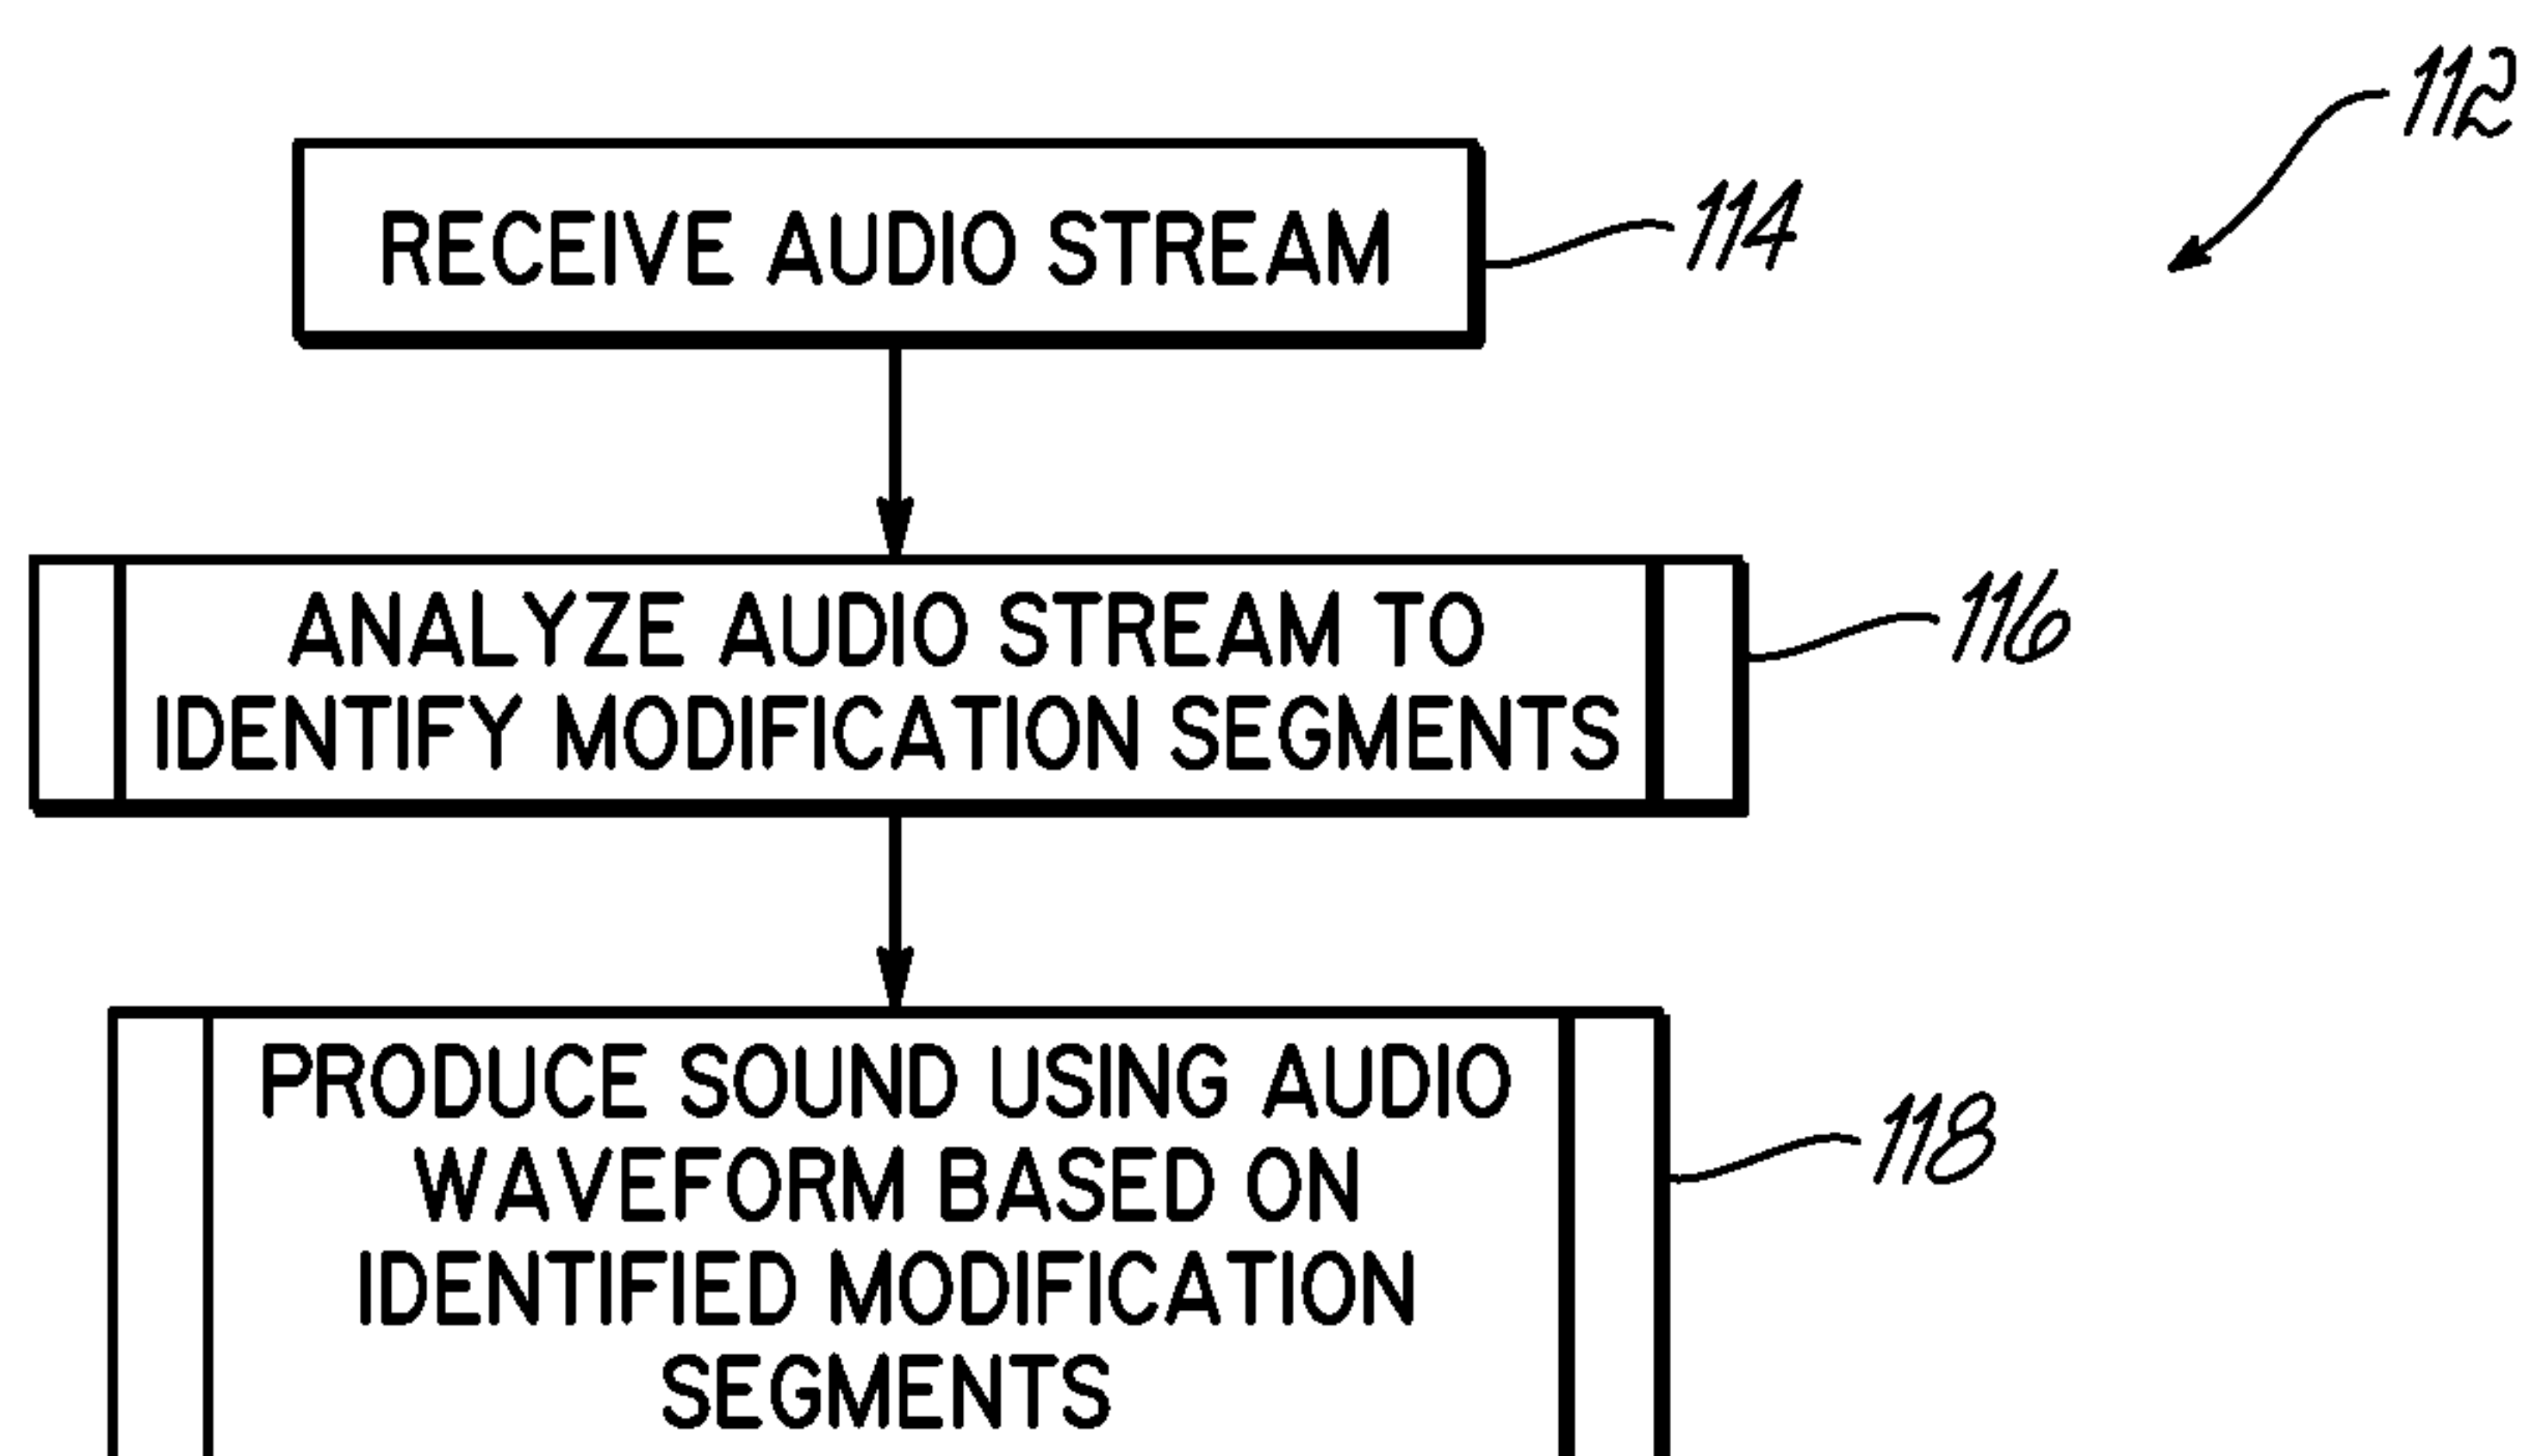 112
RECEIVE AUDIO STREAM
114
ANALYZE AUDIO STREAM TO
IDENTIFY MODIFICATION SEGMENTS
116
PRODUCE SOUND USING AUDIO
WAVEFORM BASED ON
IDENTIFIED MODIFICATION
SEGMENTS
118